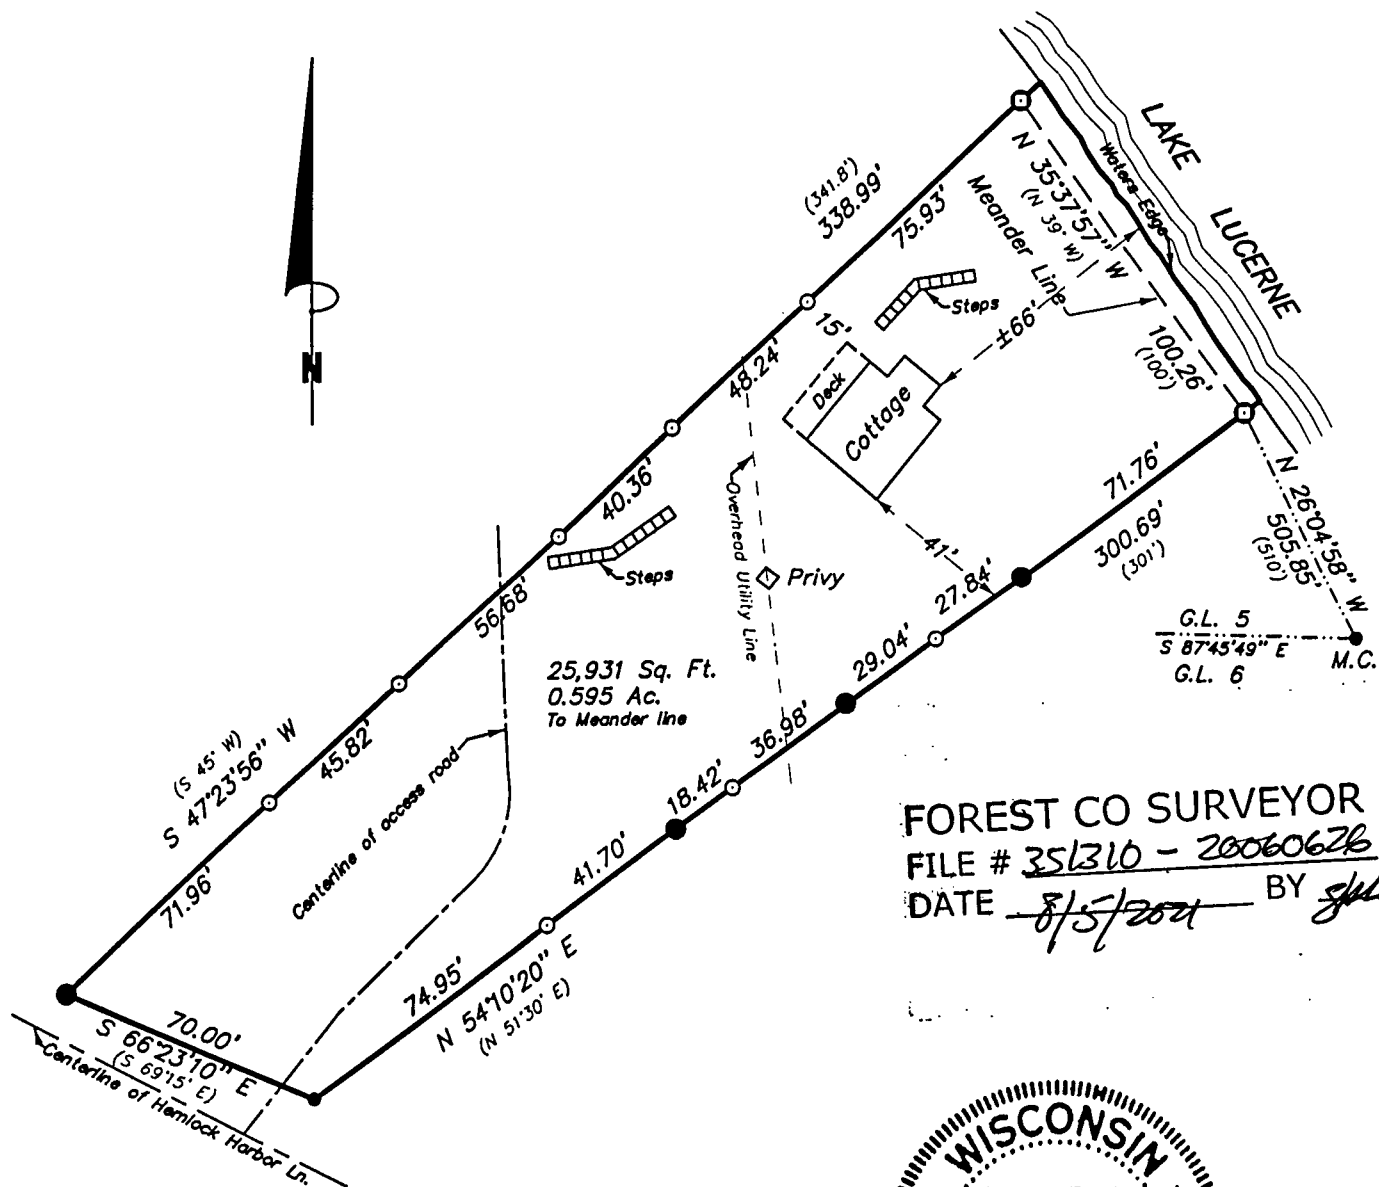 LAKE LUCERNE
Waters Edge
N 35°37'57" W
(N 39° W)
Meander Line
(341.8')
338.99'
75.93'
Steps
15'
±66'
100.26'
(100')
48.24'
Deck
Cottage
N
40.36'
71.76'
300.69'
(301')
N 26°04'58" W
505.85'
(510')
Overhead Utility Line
41'
Steps
Privy
27.84'
G.L. 5
S 87°45'49" E
G.L. 6
M.C.
56.68'
29.04'
25,931 Sq. Ft.
0.595 Ac.
To Meander line
(S 45° W)
S 47°23'56" W
45.82'
36.98'
Centerline of access road
18.42'
FOREST CO SURVEYOR
FILE # 351310 - 20060626
DATE 8/5/2021 BY
71.96'
41.70'
74.95'
N 54°10'20" E
(N 51°30' E)
70.00'
S 66°23'10" E
(S 69°15' E)
Centerline of Hemlock Harbor Ln.
WISCONSIN